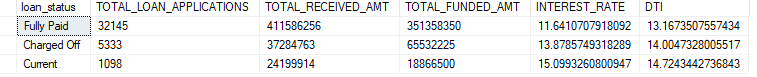 loan_status TOTAL_LOAN_APPLICATIONS TOTAL_RECEIVED_AMT TOTAL_FUNDED_AMT INTEREST_RATE DTI
Fully Paid 32145 411586256 351358350 11.6410707918092 13.1673507557434
Charged Off 5333 37284763 65532225 13.8785749318289 14.0047328005517
Current 1098 24199914 18866500 15.0993260800947 14.7243442736843